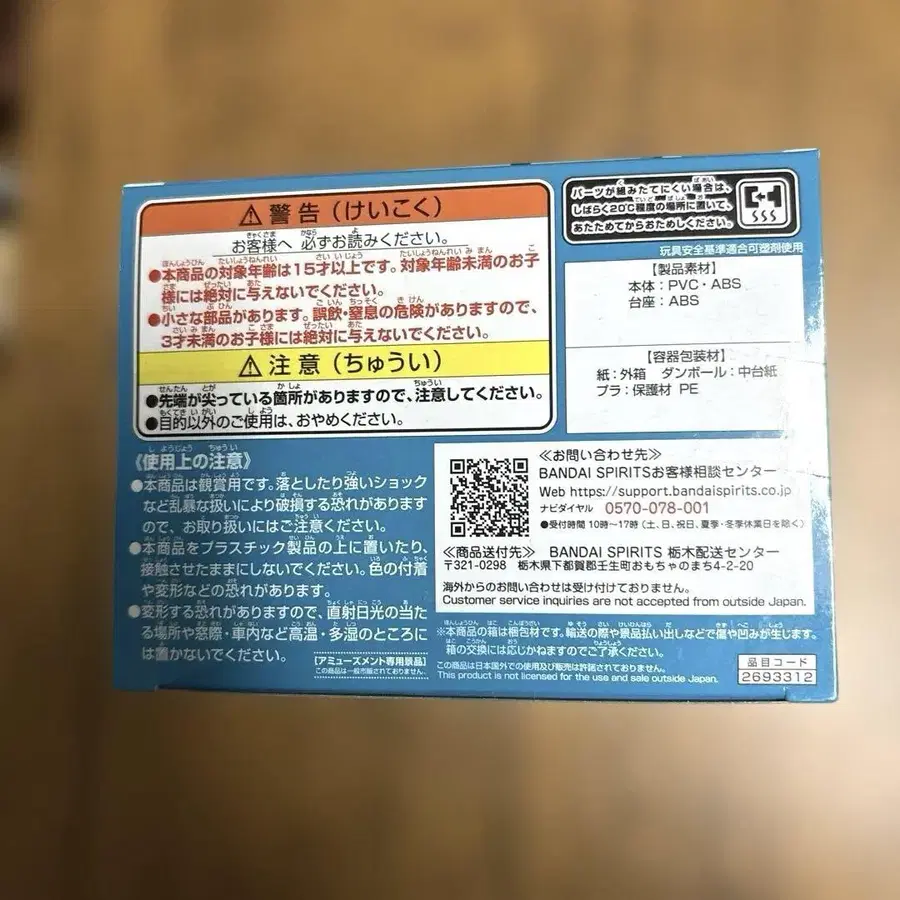 ⚠警告(けいこく)
お客様へ 必ずお読みください。
●本商品の対象年齢は15才以上です。対象年齢未満のお子
様には絶対に与えないでください。
●小さな部品があります。誤飲・窒息の危険がありますので、
3才未満のお子様には絶対に与えないでください。
⚠注意(ちゅうい)
●先端が尖っている箇所がありますので、注意してください。
●目的以外のご使用は、おやめください。
《使用上の注意》
●本商品は観賞用です。落としたり強いショック
など乱暴な扱いにより破損する恐れがあります
ので、お取り扱いにはご注意ください。
●本商品をプラスチック製品の上に置いたり、
接触させたままにしないでください。色の付着
や変形などの恐れがあります。
●変形する恐れがありますので、直射日光の当た
る場所や窓際・車内など高温・多湿のところに
は置かないでください。
[アミューズメント専用景品]
この商品は一般市販されておりません。
パーツが組みたてにくい場合は、
しばらく20℃程度の場所に置いて、
あたためてからおためしください。
玩具安全基準適合可塑剤使用
【製品素材】
本体:PVC・ABS
台座:ABS
【容器包装材】
紙:外箱 ダンボール:中台紙
プラ:保護材 PE
《お問い合わせ先》
BANDAI SPIRITSお客様相談センター
Web https://support.bandaispirits.co.jp
ナビダイヤル 0570-078-001
●受付時間 10時~17時(土、日、祝日、夏季・冬季休業日を除く)
《商品送付先》 BANDAI SPIRITS 栃木配送センター
〒321-0298 栃木県下都賀郡壬生町おもちゃのまち4-2-20
海外からのお問い合わせは受け付けておりません。
Customer service inquiries are not accepted from outside Japan.
※本商品の箱は梱包材です。輸送の際や景品払い出しなどで傷や凹みが生じます。
箱の交換には応じかねますのでご了承ください。
この商品は日本国外での使用及び販売は許諾されておりません。
This product is not licensed for the use and sale outside Japan.
品目コード
2693312